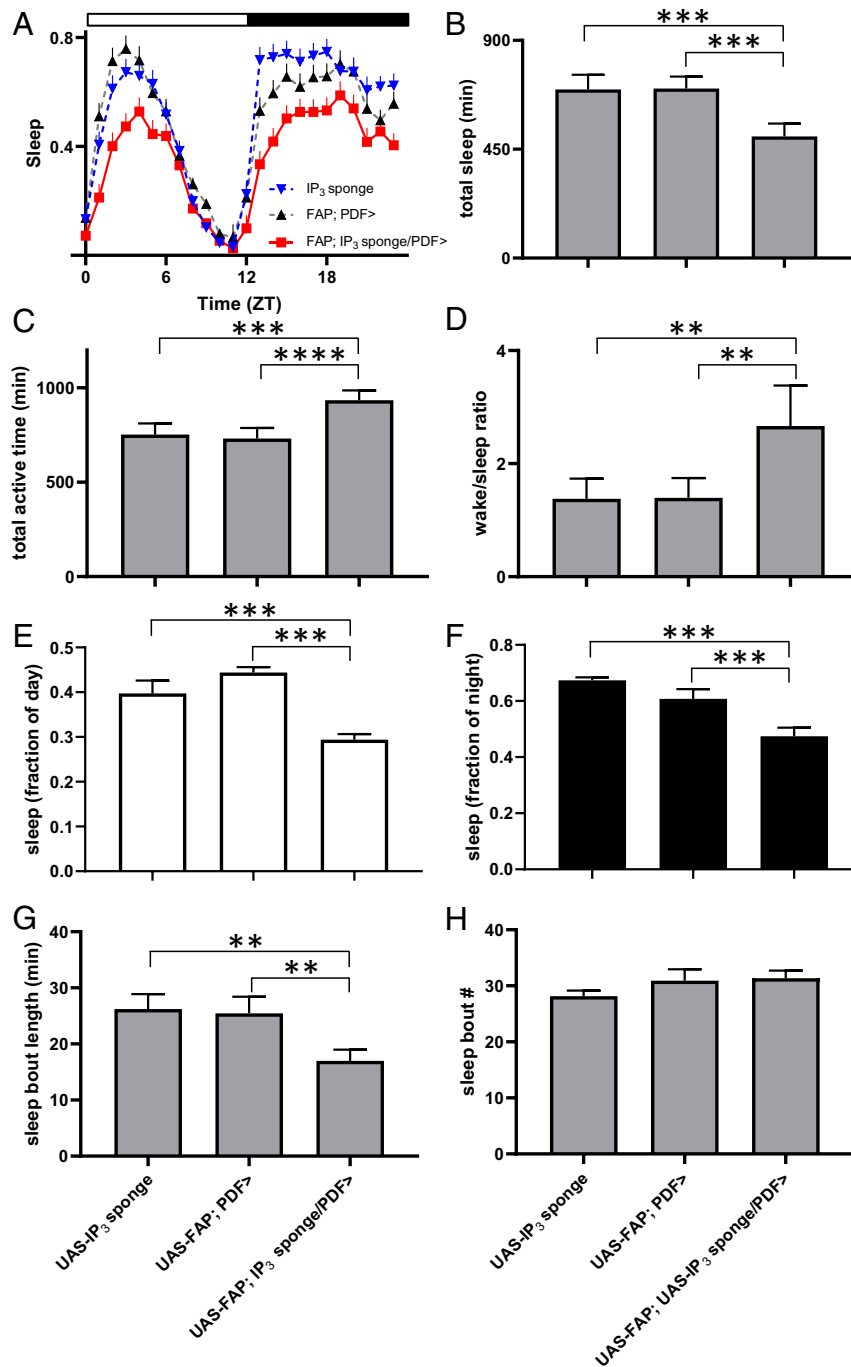 A
Sleep
0.8
0.4
0
6
12
18
Time (ZT)
IP₃ sponge
FAP; PDF>
FAP; IP₃ sponge/PDF>
B
total sleep (min)
900
450
0
***
***
C
total active time (min)
1000
500
0
***
****
D
wake/sleep ratio
4
2
0
**
**
E
sleep (fraction of day)
0.5
0.4
0.3
0.2
0.1
0.0
***
***
F
sleep (fraction of night)
0.8
0.6
0.4
0.2
0.0
***
***
G
sleep bout length (min)
40
30
20
10
0
**
**
UAS-IP₃ sponge
UAS-FAP; PDF>
UAS-FAP; IP₃ sponge/PDF>
H
sleep bout #
40
30
20
10
0
UAS-IP₃ sponge
UAS-FAP; PDF>
UAS-FAP; UAS-IP₃ sponge/PDF>